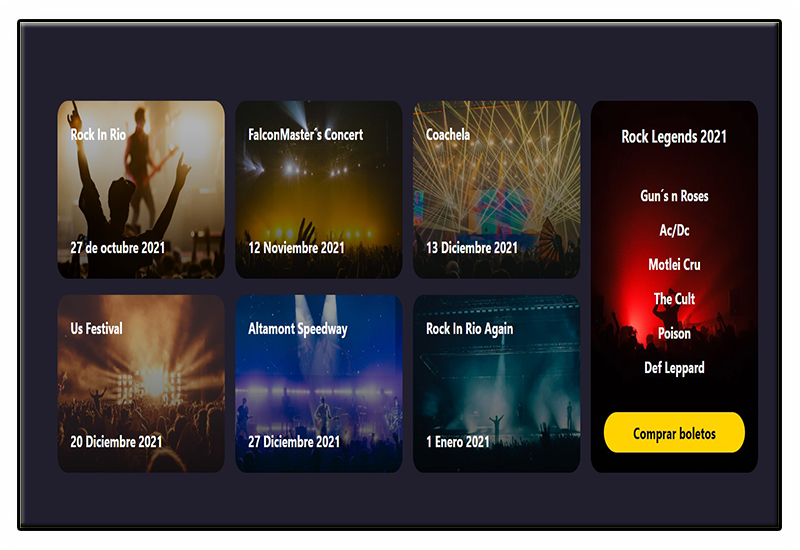 Rock In Rio
27 de octubre 2021
FalconMaster´s Concert
12 Noviembre 2021
Coachela
13 Diciembre 2021
Us Festival
20 Diciembre 2021
Altamont Speedway
27 Diciembre 2021
Rock In Rio Again
1 Enero 2021
Rock Legends 2021
Gun´s n Roses
Ac/Dc
Motlei Cru
The Cult
Poison
Def Leppard
Comprar boletos